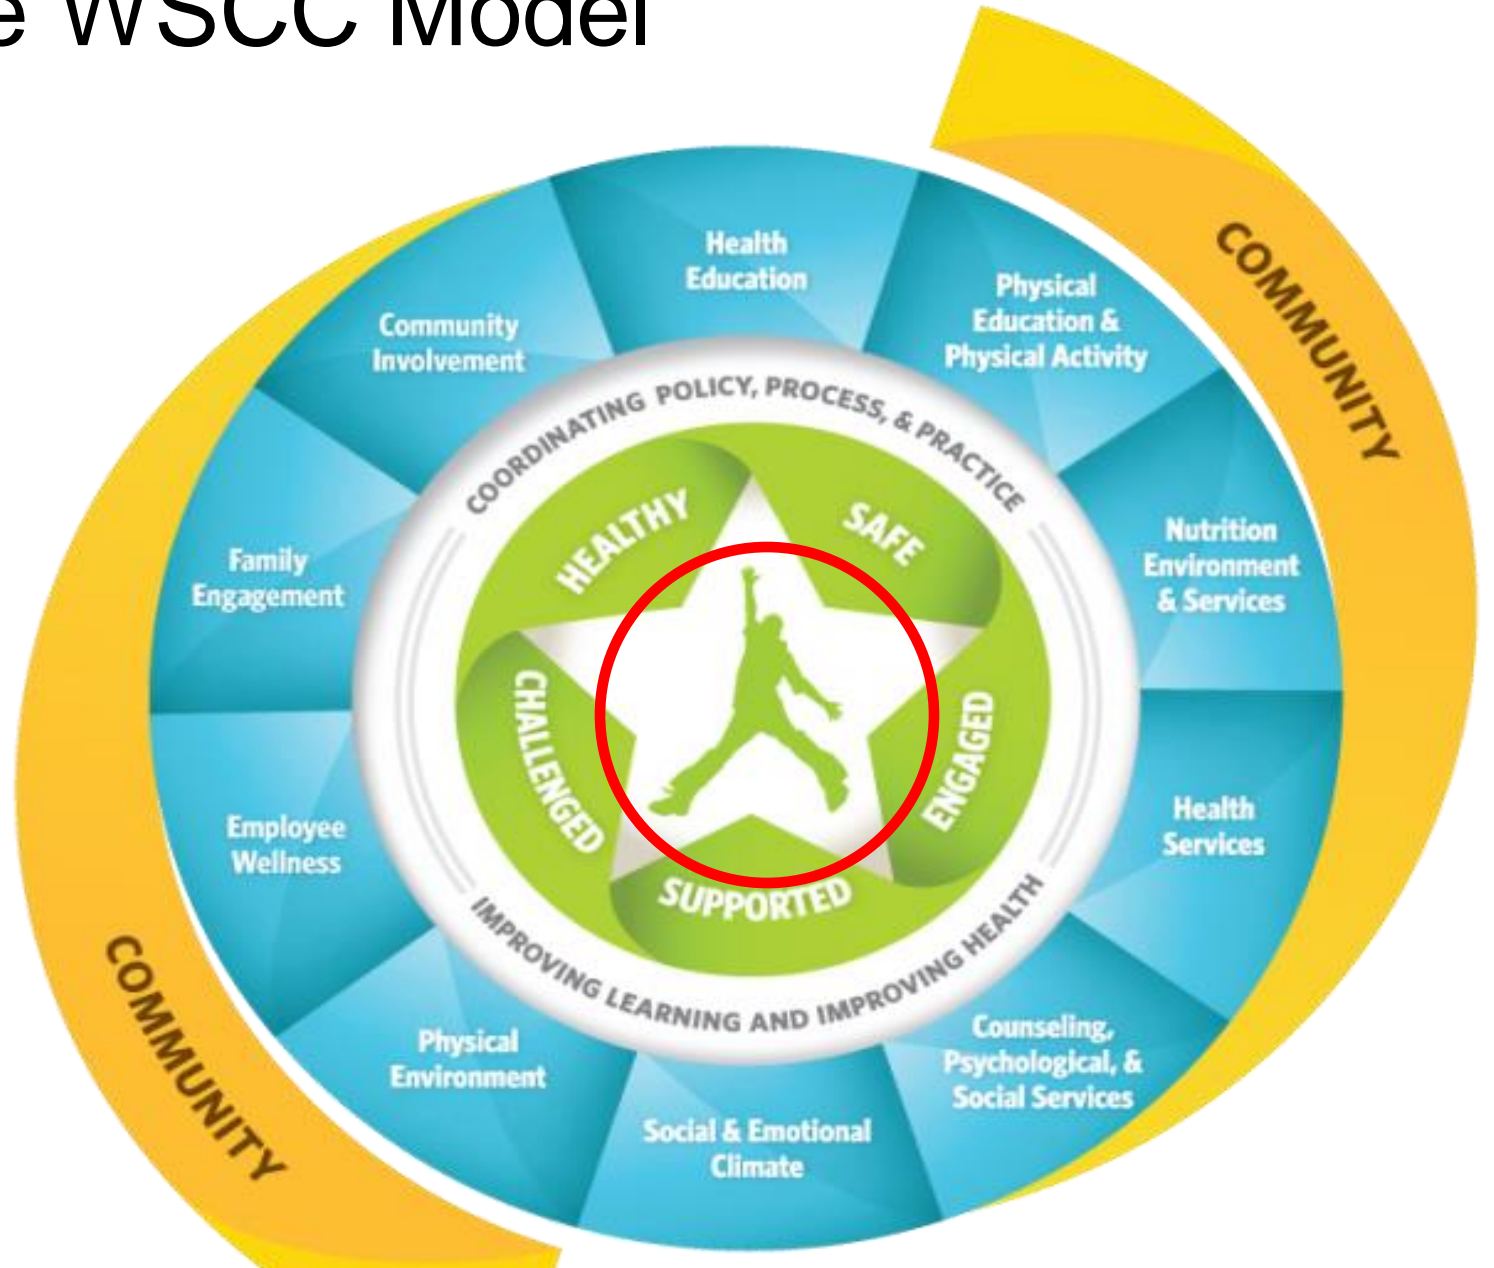 e WSCC Model
COMMUNITY
Health
Education
Physical
Education &
Physical Activity
Community
Involvement
COORDINATING POLICY, PROCESS, & PRACTICE
HEALTHY
SAFE
Nutrition
Environment
& Services
Family
Engagement
CHALLENGED
ENGAGED
Health
Services
Employee
Wellness
SUPPORTED
IMPROVING LEARNING AND IMPROVING HEALTH
COMMUNITY
Physical
Environment
Counseling,
Psychological, &
Social Services
Social & Emotional
Climate